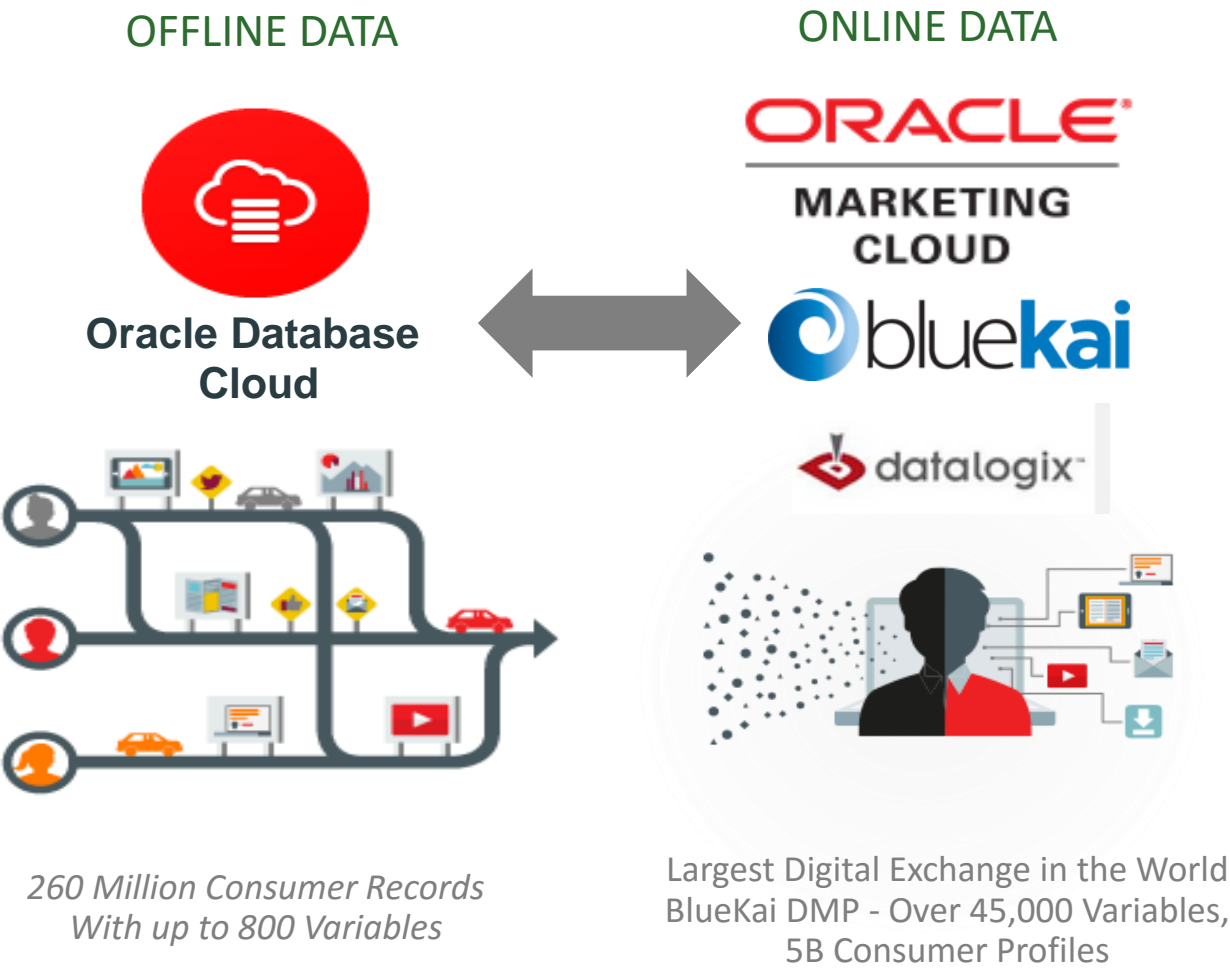 OFFLINE DATA
Oracle Database
Cloud
260 Million Consumer Records
With up to 800 Variables
ONLINE DATA
ORACLE®
MARKETING
CLOUD
bluekai
datalogix™
Largest Digital Exchange in the World
BlueKai DMP - Over 45,000 Variables,
5B Consumer Profiles